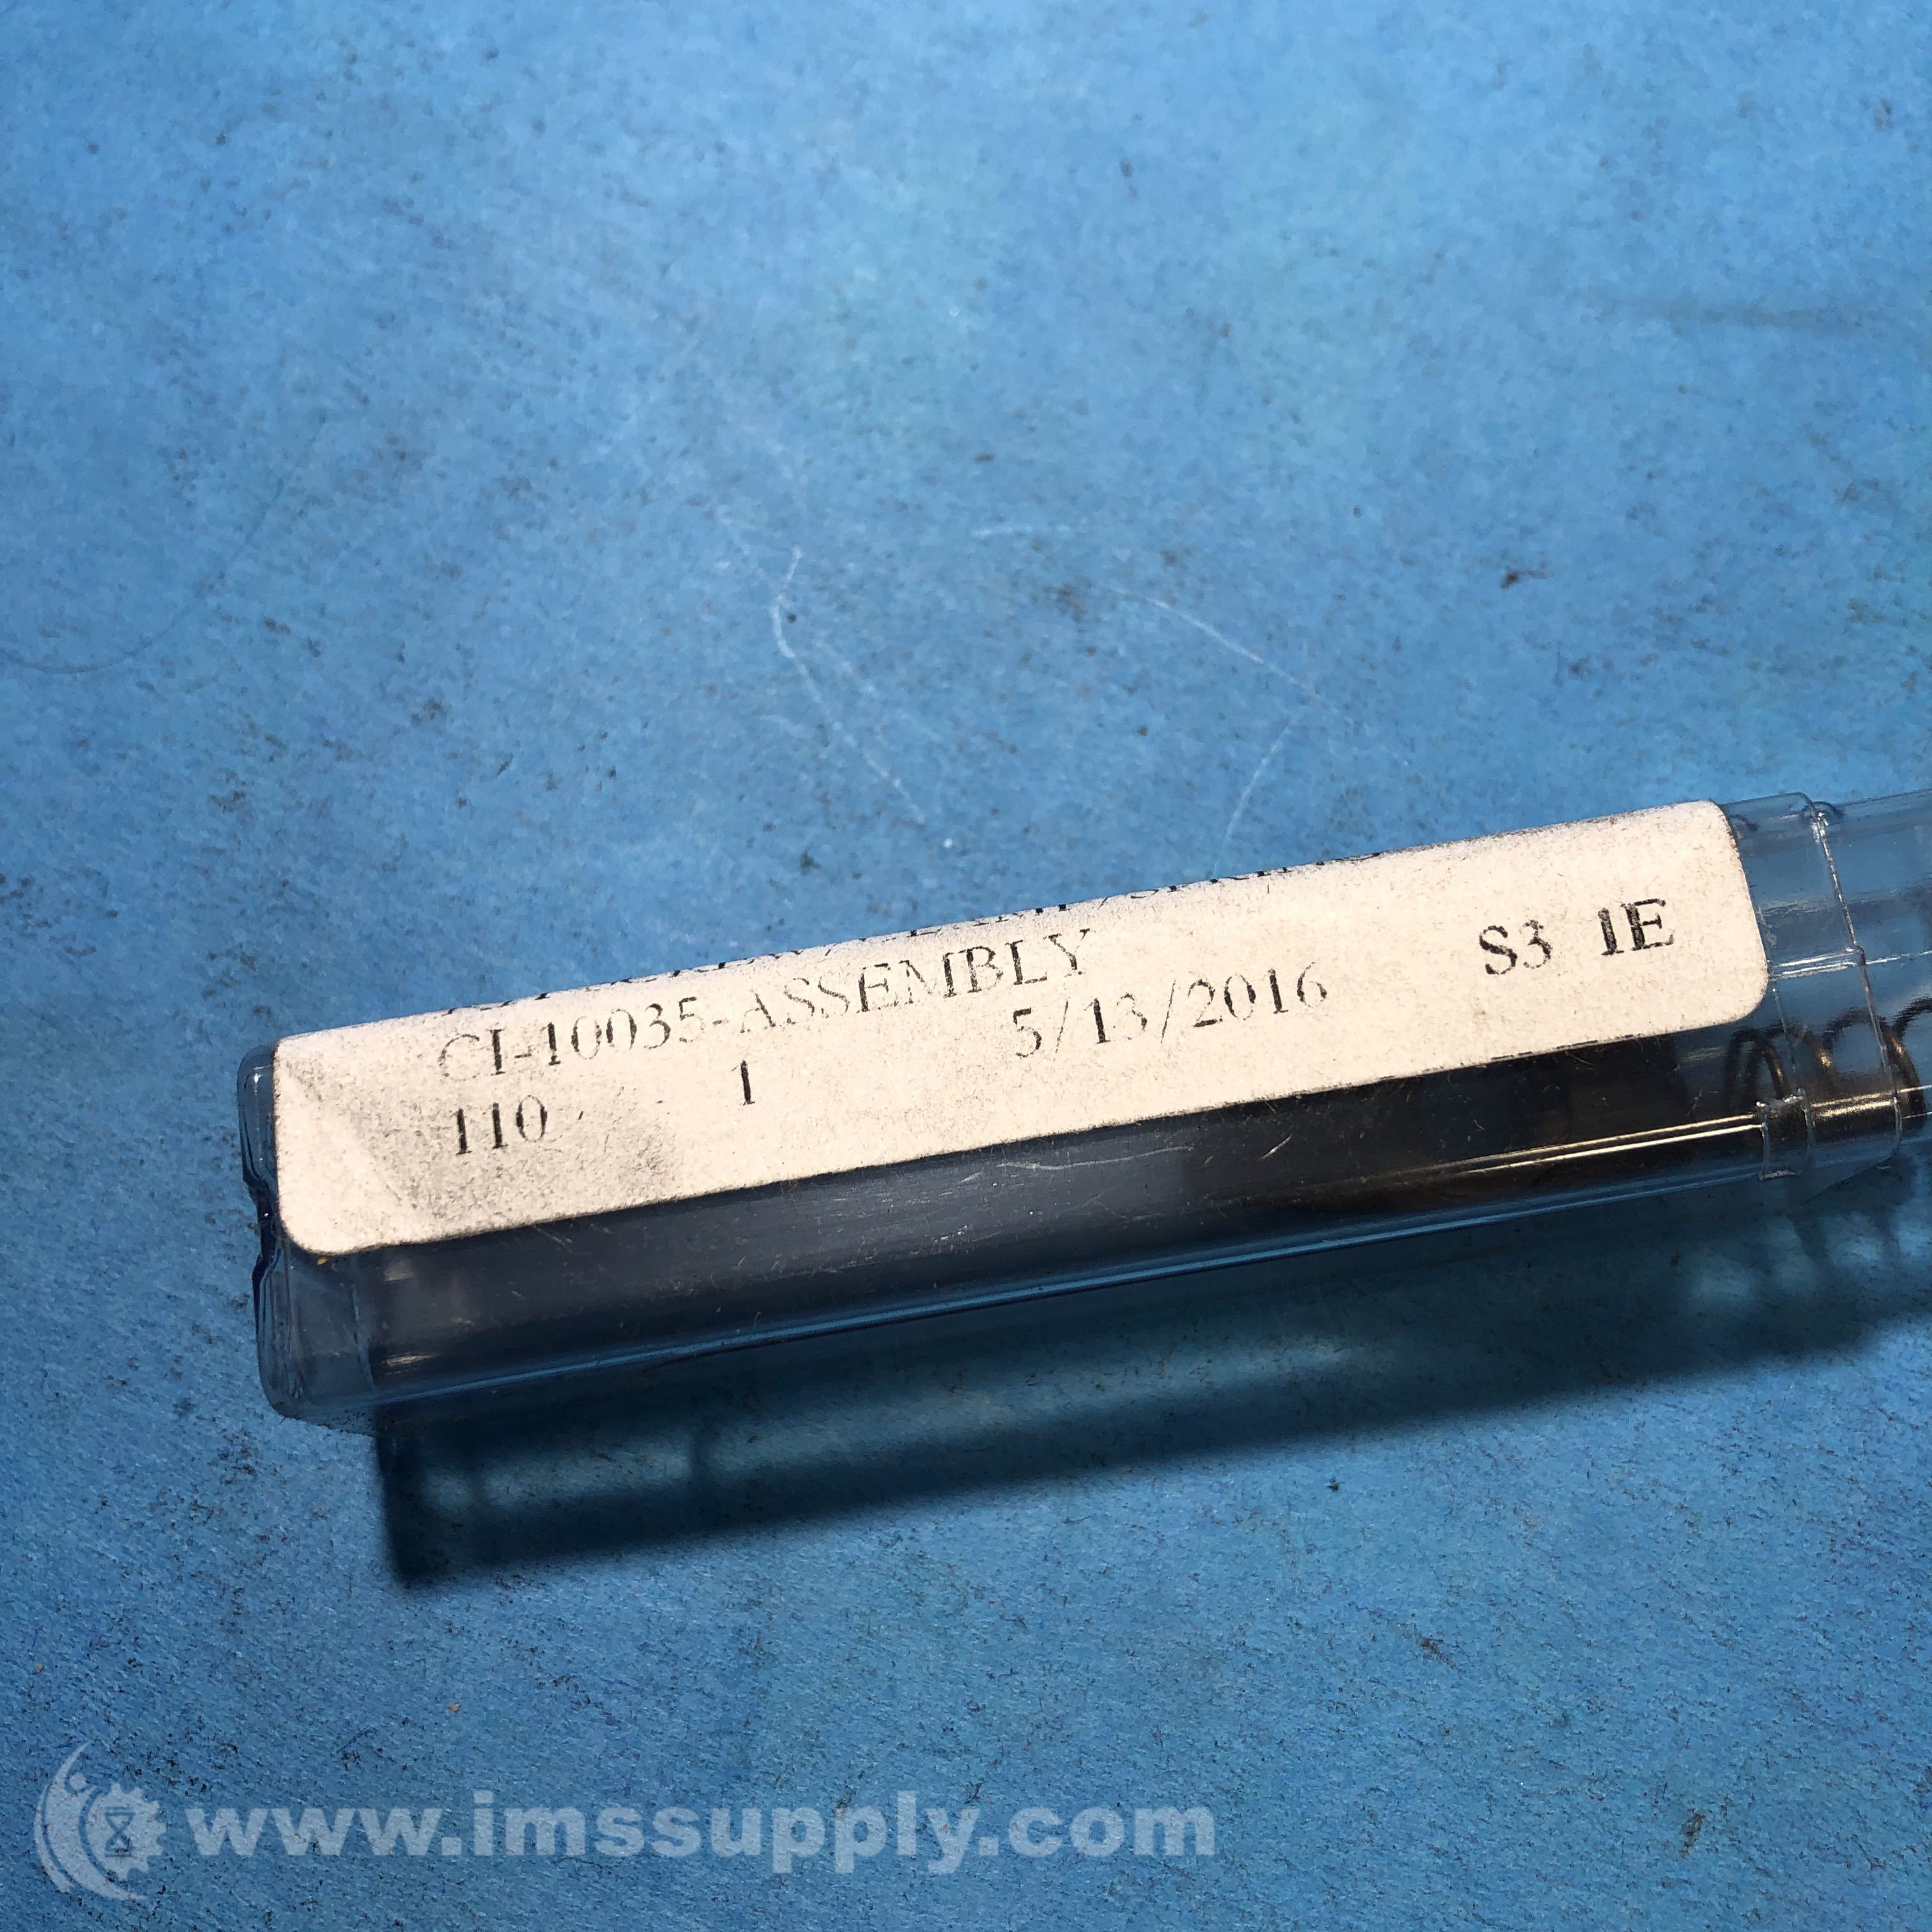 CI-10035-ASSEMBLY
110 1 5/13/2016 S3 1E
www.imssupply.com